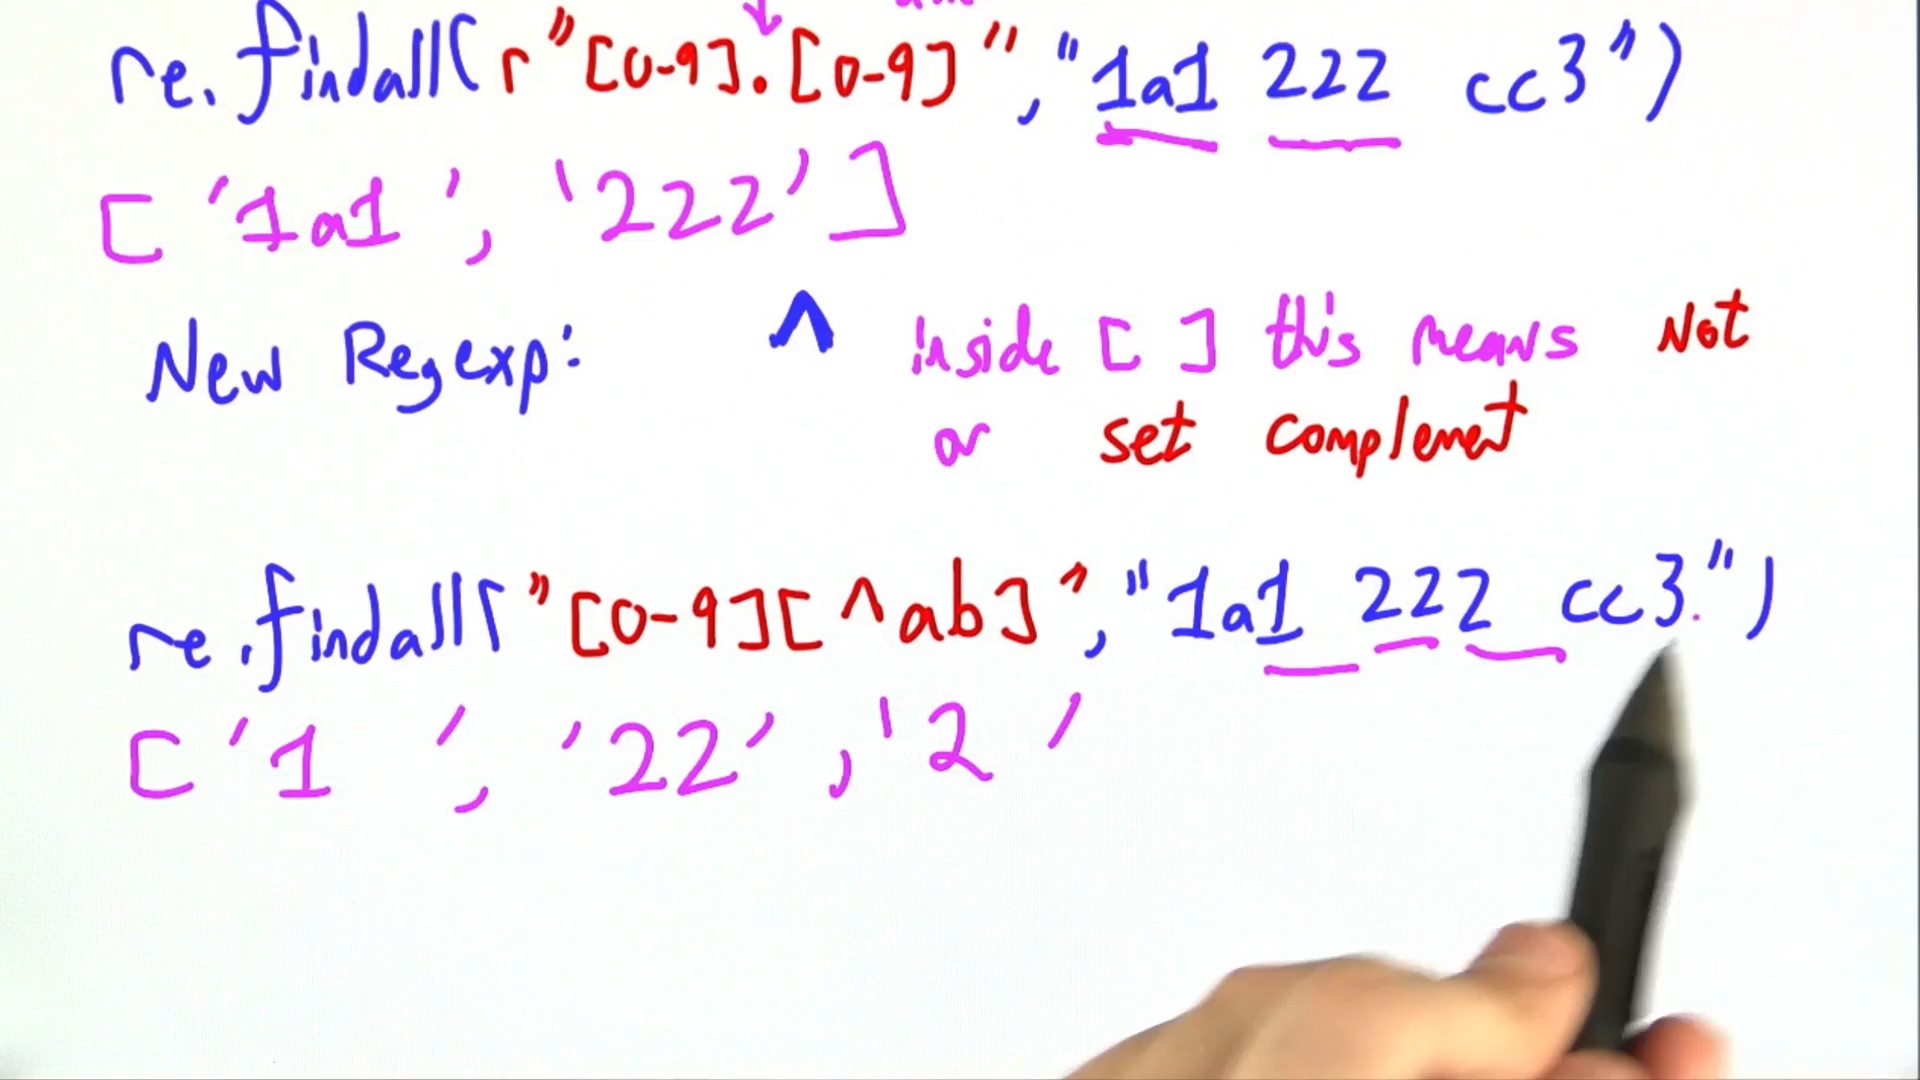 re.findall(r"[0-9].[0-9]","1a1 222 cc3")
['1a1','222']
New Regexp: ^ inside [ ] this means Not
or set complement
re.findall(r"[0-9][^ab]","1a1 222 cc3")
['1 ','22','2 '